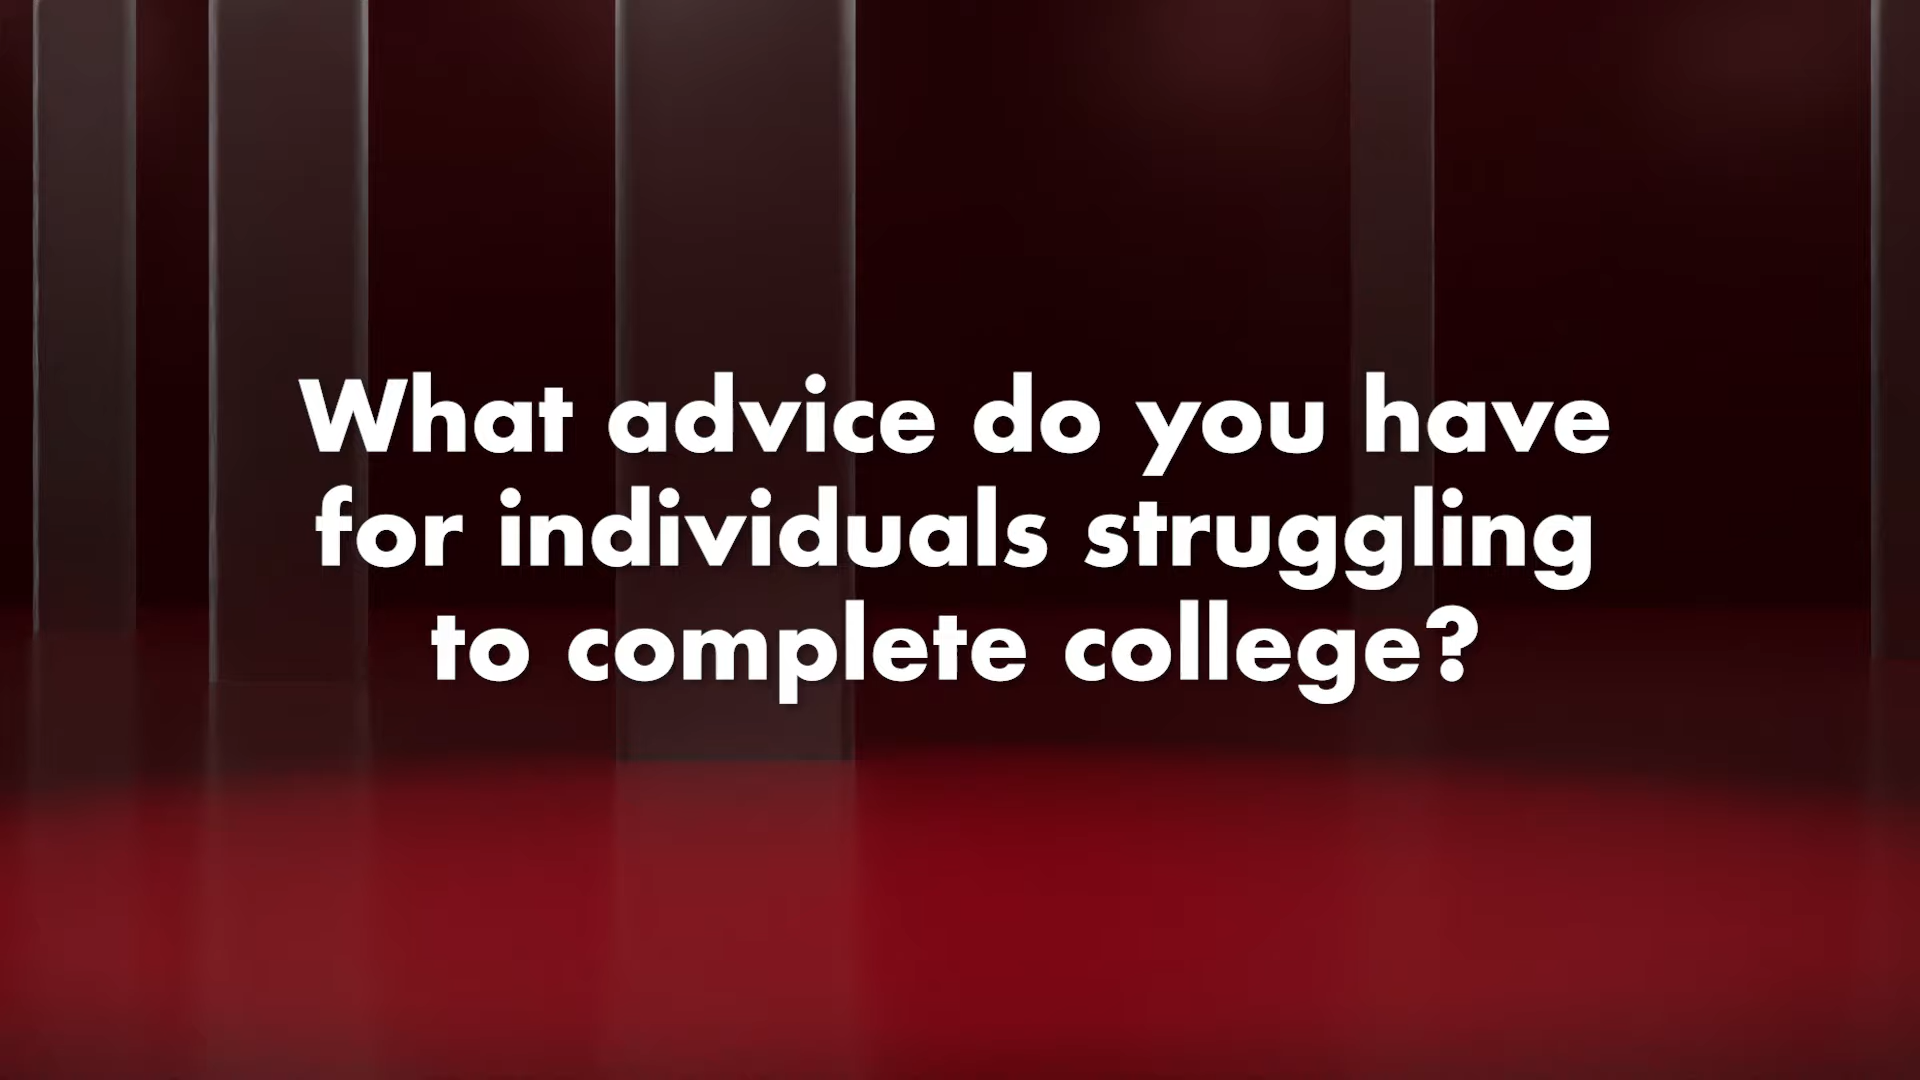 What advice do you have
for individuals struggling
to complete college?